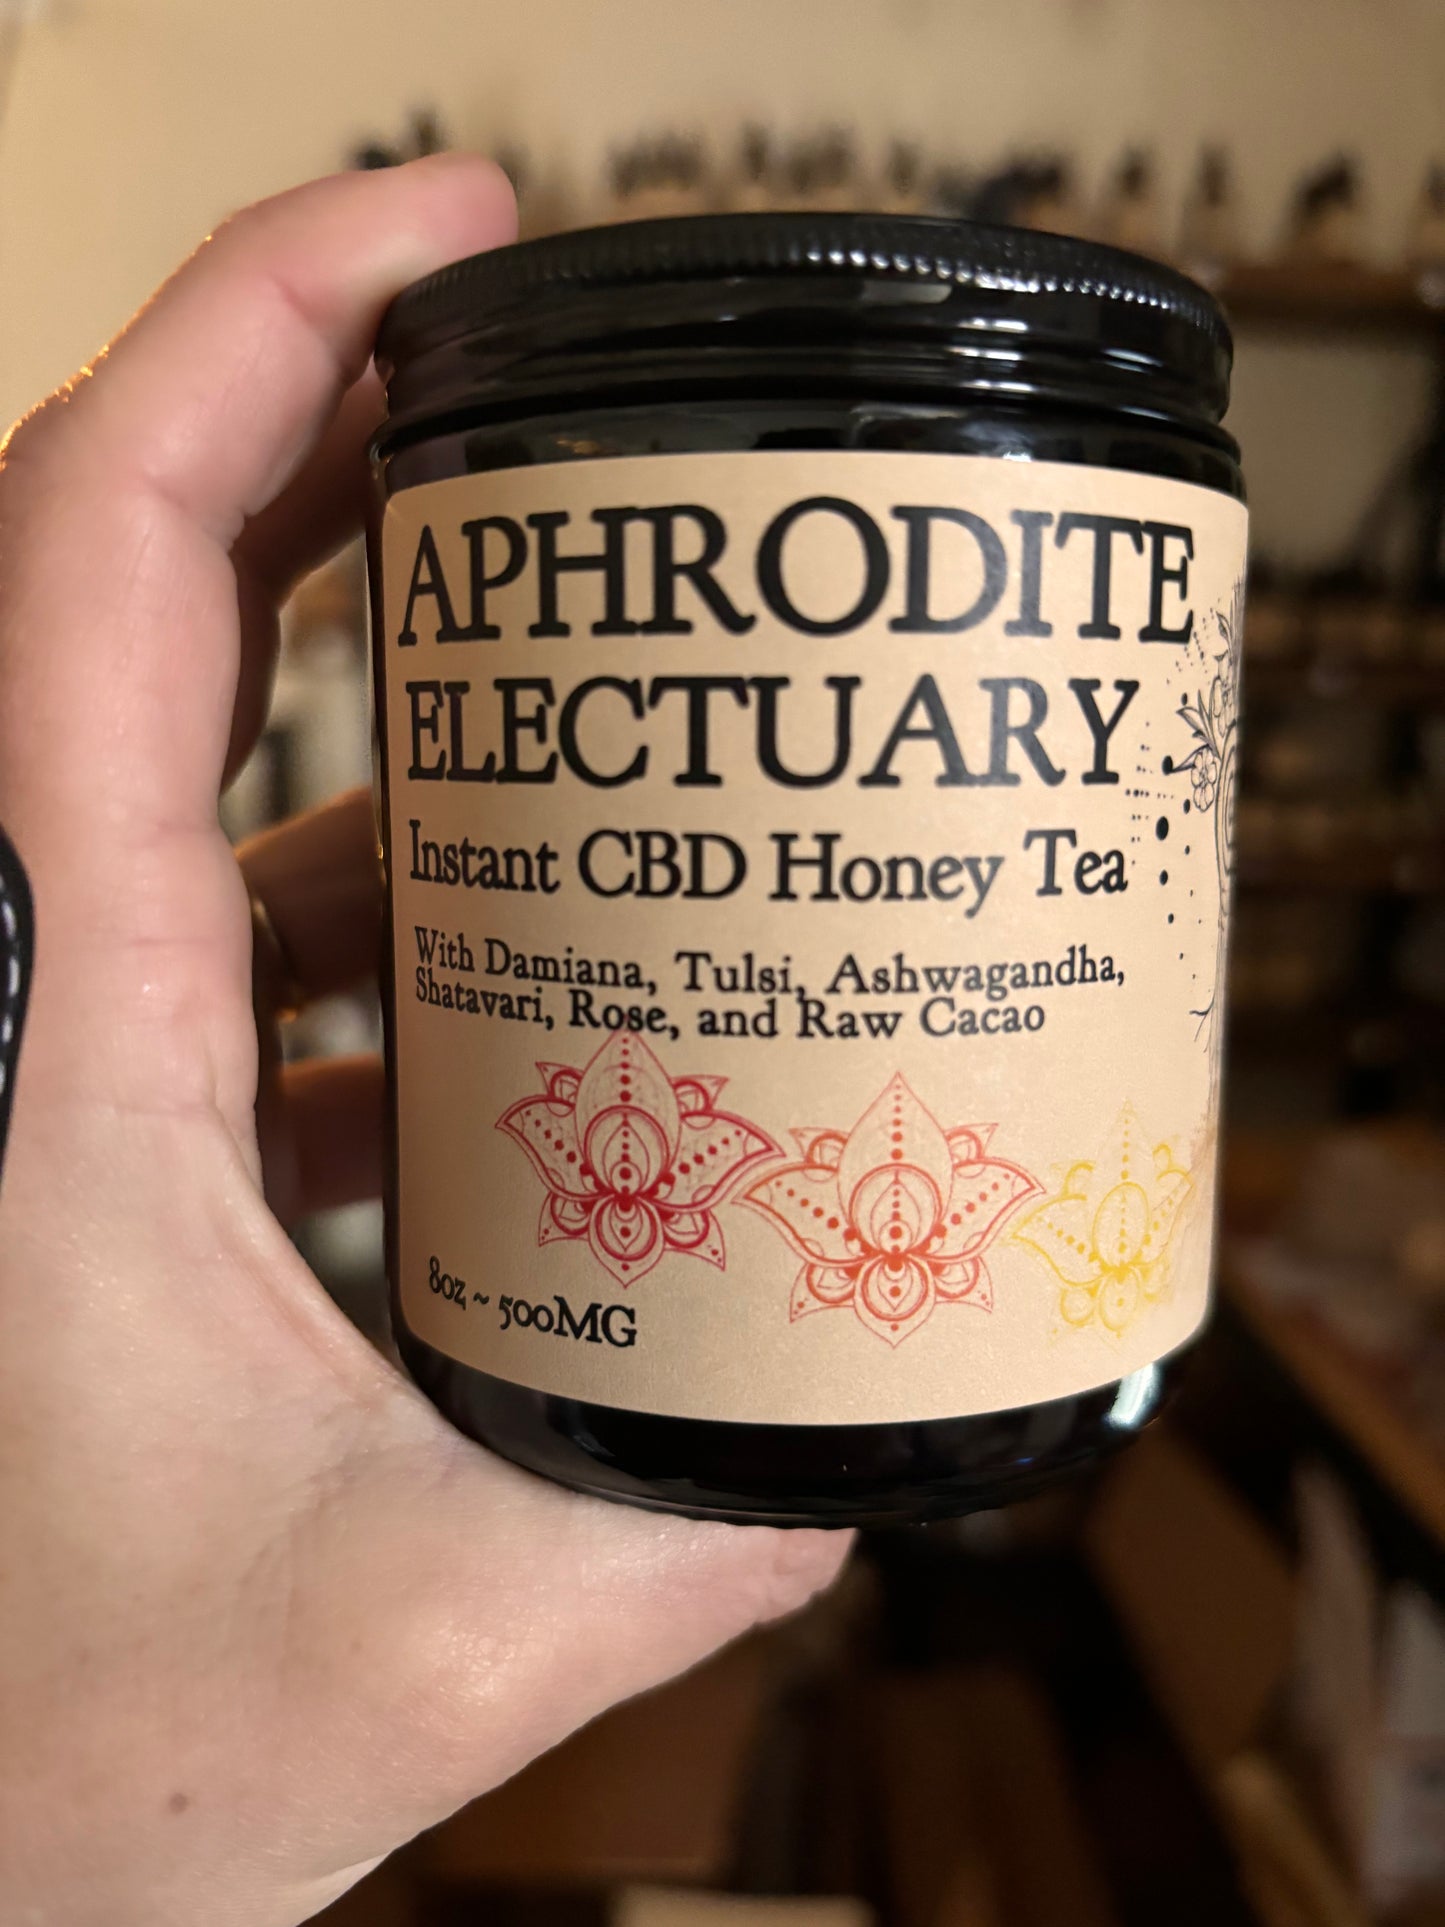 APHRODITE
ELECTUARY
Instant CBD Honey Tea
With Damiana, Tulsi, Ashwagandha,
Shatavari, Rose, and Raw Cacao
8oz ~ 500MG